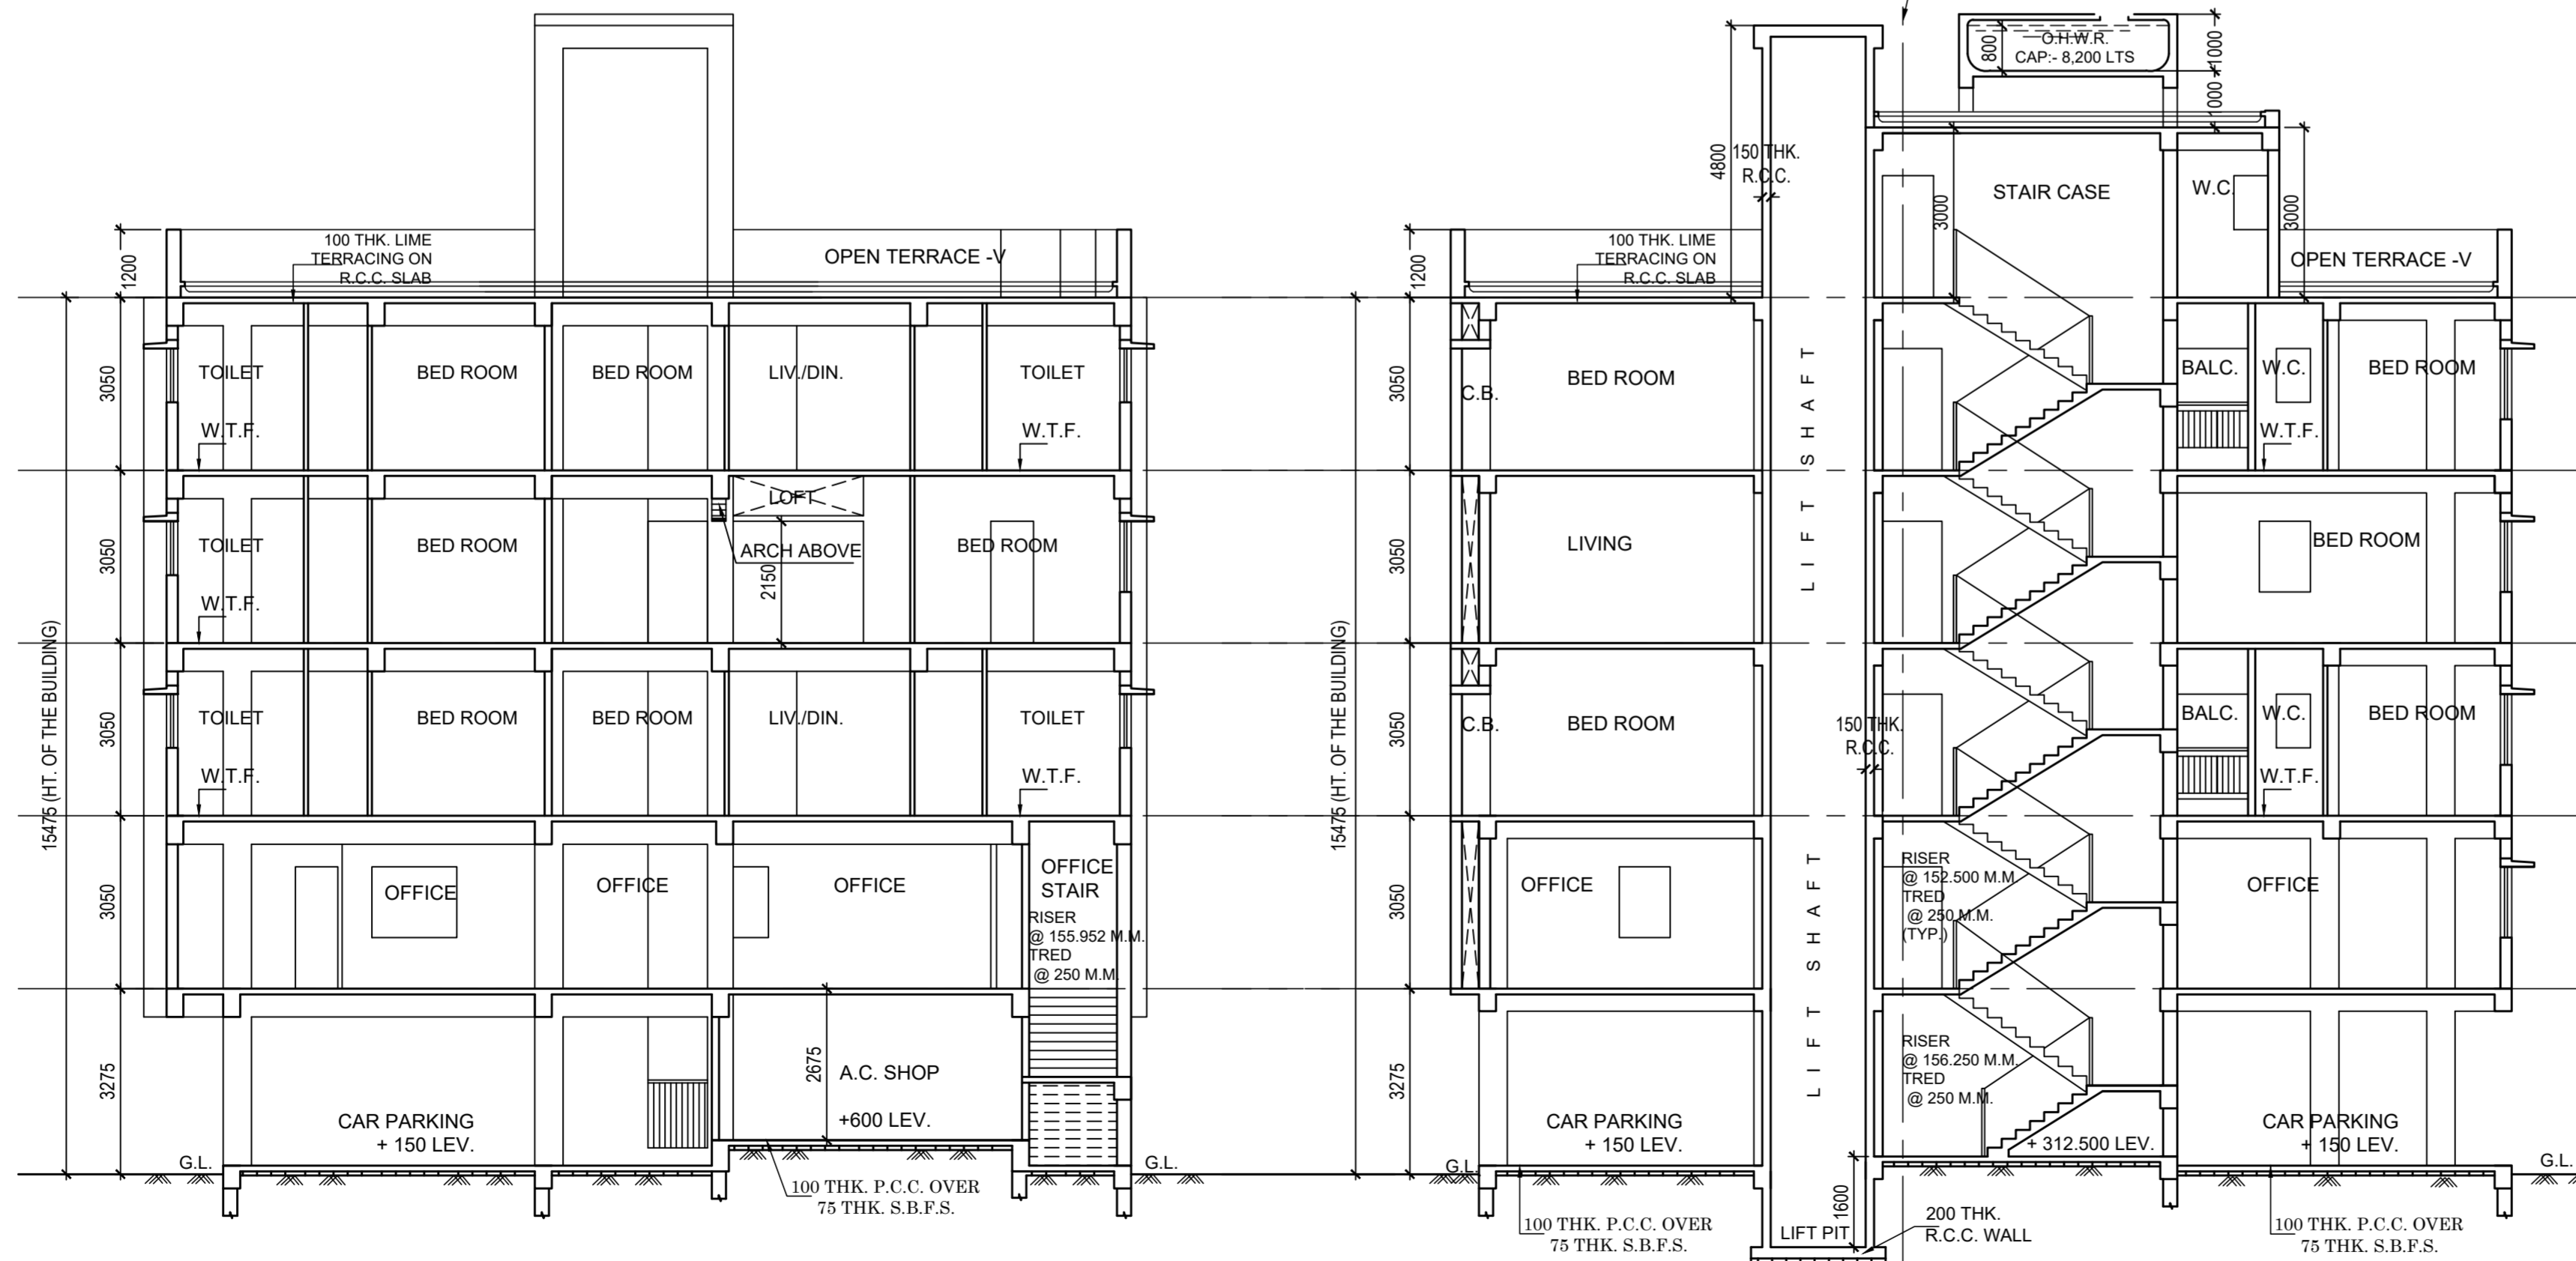 O.H.W.R.
CAP:- 8,200 LTS
800
1000
1000
4800
150 THK.
R.C.C.
3000
STAIR CASE
W.C.
3000
1200
100 THK. LIME
TERRACING ON
R.C.C. SLAB
OPEN TERRACE -V
1200
100 THK. LIME
TERRACING ON
R.C.C. SLAB
OPEN TERRACE -V
3050
TOILET
BED ROOM
BED ROOM
LIV./DIN.
TOILET
W.T.F.
W.T.F.
3050
C.B.
BED ROOM
LIFT SHAFT
BALC.
W.C.
BED ROOM
W.T.F.
3050
TOILET
BED ROOM
LOFT
ARCH ABOVE
2150
BED ROOM
W.T.F.
3050
LIVING
BED ROOM
15475 (HT. OF THE BUILDING)
15475 (HT. OF THE BUILDING)
3050
TOILET
BED ROOM
BED ROOM
LIV./DIN.
TOILET
W.T.F.
W.T.F.
3050
C.B.
BED ROOM
150 THK.
R.C.C.
BALC.
W.C.
BED ROOM
W.T.F.
3050
OFFICE
OFFICE
OFFICE
OFFICE
STAIR
RISER
@ 155.952 M.M.
TRED
@ 250 M.M.
3050
OFFICE
LIFT SHAFT
RISER
@ 152.500 M.M.
TRED
@ 250 M.M.
(TYP.)
OFFICE
3275
CAR PARKING
+ 150 LEV.
2675
A.C. SHOP
+600 LEV.
3275
CAR PARKING
+ 150 LEV.
RISER
@ 156.250 M.M.
TRED
@ 250 M.M.
+ 312.500 LEV.
CAR PARKING
+ 150 LEV.
G.L.
G.L.
G.L.
G.L.
100 THK. P.C.C. OVER
75 THK. S.B.F.S.
100 THK. P.C.C. OVER
75 THK. S.B.F.S.
LIFT PIT
1600
200 THK.
R.C.C. WALL
100 THK. P.C.C. OVER
75 THK. S.B.F.S.